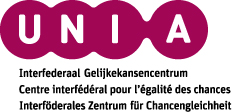 UNIA
Interfederaal Gelijkekansencentrum
Centre interfédéral pour l'égalité des chances
Interföderales Zentrum für Chancengleichheit